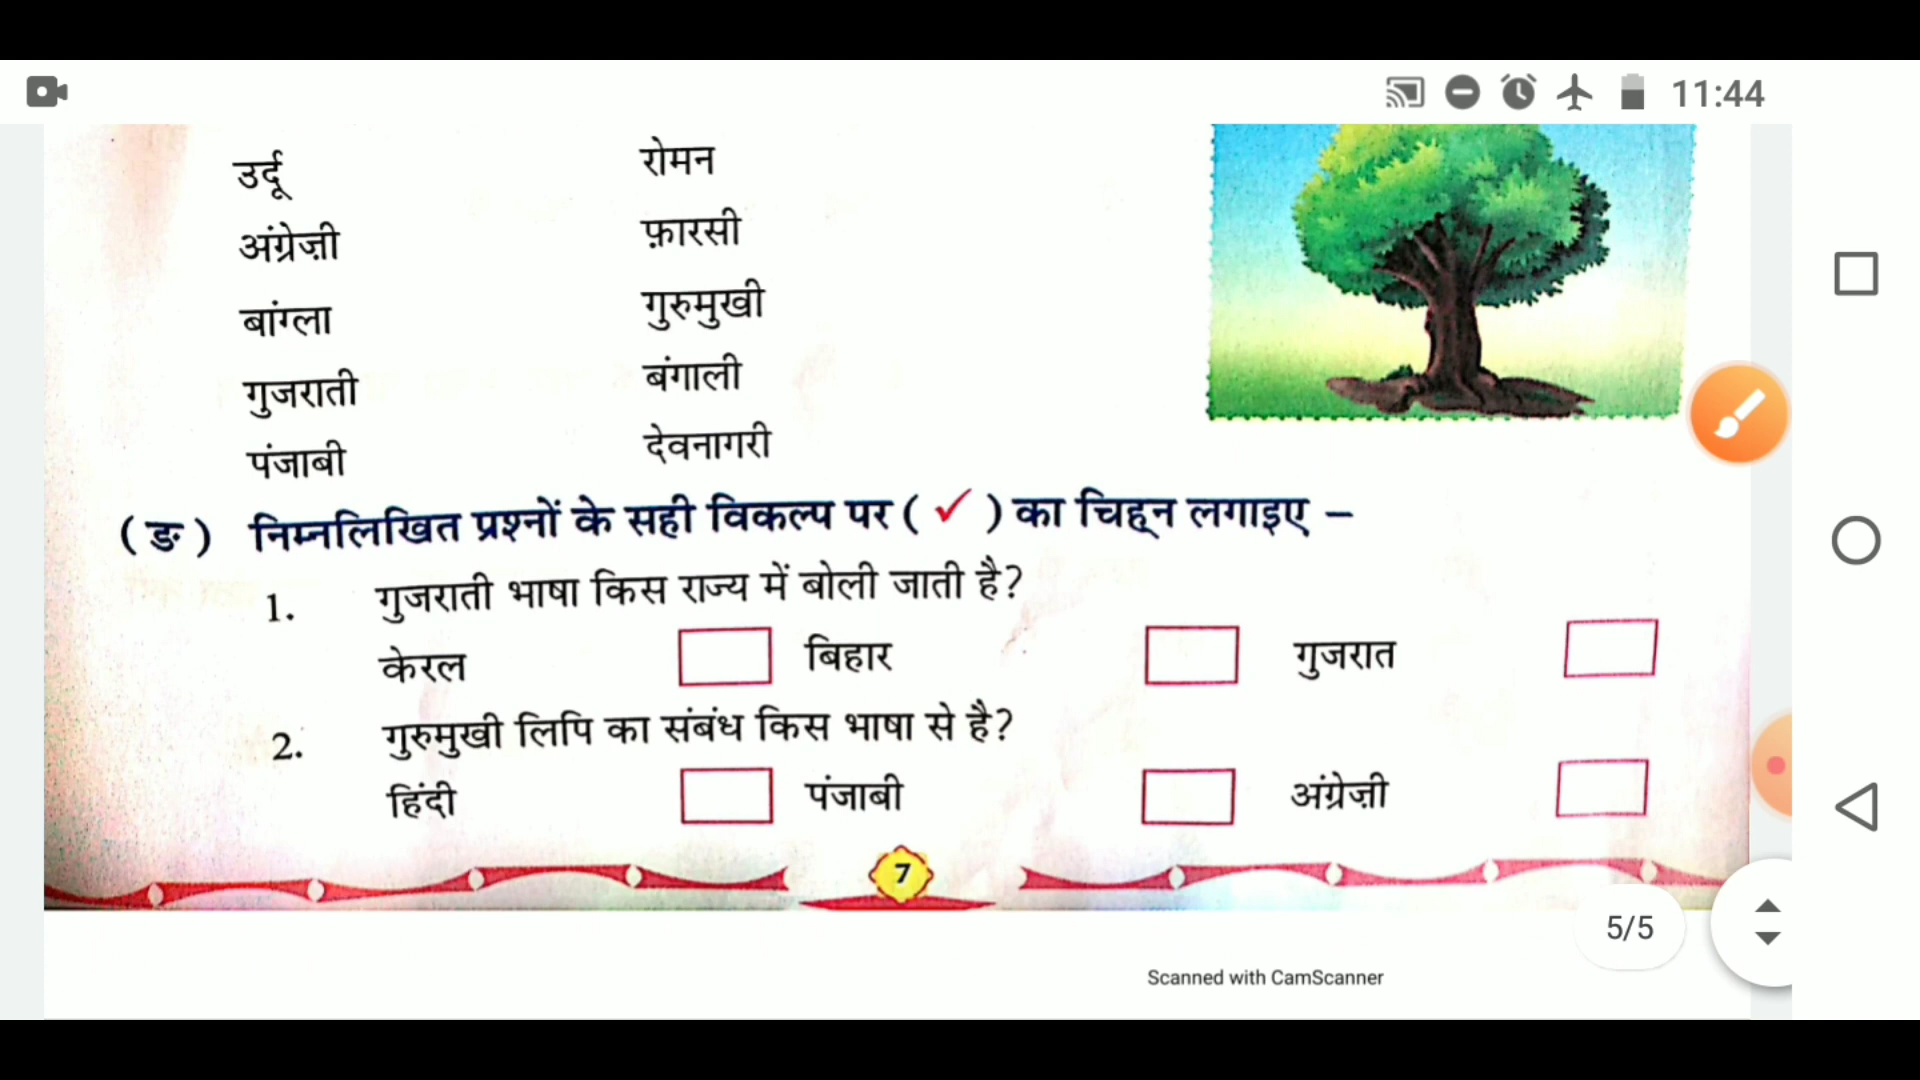 11:44
उर्दू रोमन
अंग्रेज़ी फ़ारसी
बांग्ला गुरुमुखी
गुजराती बंगाली
पंजाबी देवनागरी
(ङ) निम्नलिखित प्रश्नों के सही विकल्प पर ( ✓ ) का चिह्न लगाइए –
1. गुजराती भाषा किस राज्य में बोली जाती है?
केरल बिहार गुजरात
2. गुरुमुखी लिपि का संबंध किस भाषा से है?
हिंदी पंजाबी अंग्रेज़ी
7
5/5
Scanned with CamScanner